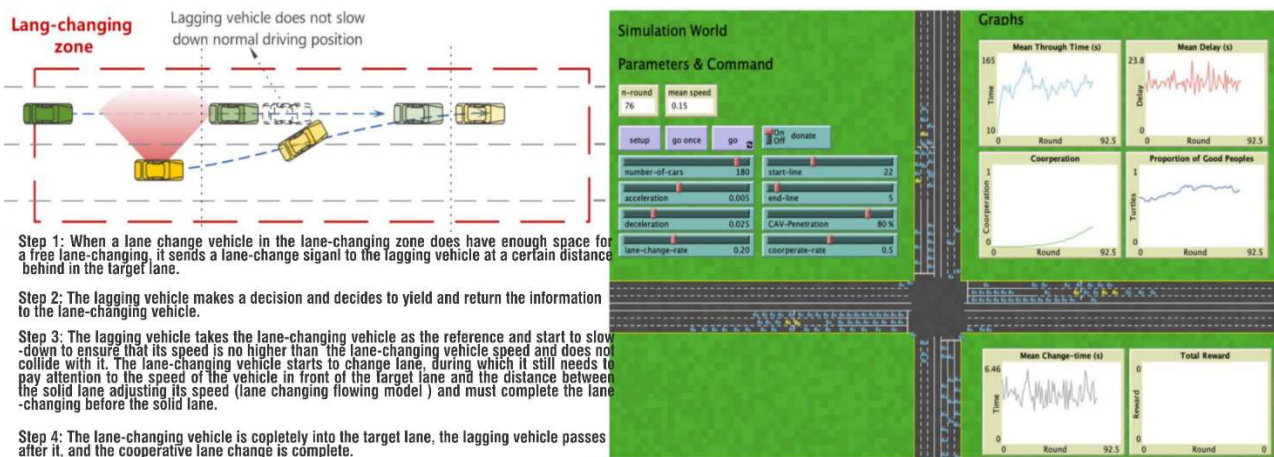 Lang-changing
zone
Lagging vehicle does not slow
down normal driving position
Step 1: When a lane change vehicle in the lane-changing zone does have enough space for
a free lane-changing, it sends a lane-change siganl to the lagging vehicle at a certain distance
behind in the target lane.
Step 2: The lagging vehicle makes a decision and decides to yield and return the information
to the lane-changing vehicle.
Step 3: The lagging vehicle takes the lane-changing vehicle as the reference and start to slow
-down to ensure that its speed is no higher than the lane-changing vehicle speed and does not
collide with it. The lane-changing vehicle starts to change lane, during which it still needs to
pay attention to the speed of the vehicle in front of the target lane and the distance between
the solid lane adjusting its speed (lane changing flowing model ) and must complete the lane
-changing before the solid lane.
Step 4: The lane-changing vehicle is copletely into the target lane, the lagging vehicle passes
after it, and the cooperative lane change is complete.
Simulation World
Parameters & Command
n-round
76
mean speed
0.15
setup
go once
go
On
Off
donate
number-of-cars 180
start-line 22
acceleration 0.005
end-line 5
deceleration 0.025
CAV-Penetration 80 %
lane-change-rate 0.20
coorperate-rate 0.5
Graphs
Mean Through Time (s)
165
Time
10
0
Round
92.5
Mean Delay (s)
23.8
Delay
0
0
Round
92.5
Coorperation
1
Coorperation
0
0
Round
92.5
Proportion of Good Peoples
1
Turtles
0
0
Round
92.5
Mean Change-time (s)
6.46
Time
0
0
Round
92.5
Total Reward
0
Reward
0
0
Round
0